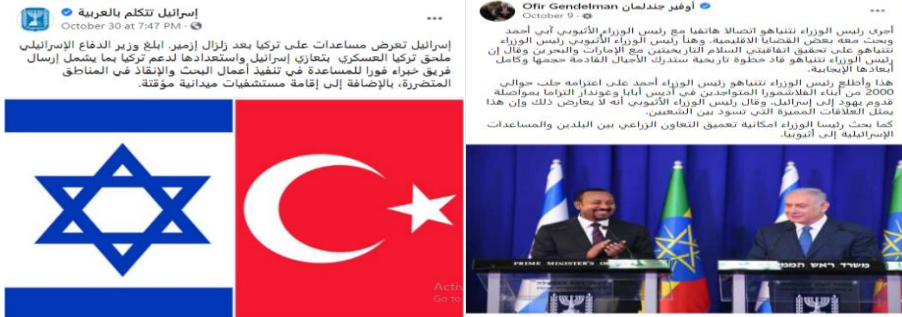 إسرائيل تتكلم بالعربية
October 30 at 7:47 PM ·
إسرائيل تعرض مساعدات على تركيا بعد زلزال إزمير. ابلغ وزير الدفاع الإسرائيلي
ملحق تركيا العسكري بتعازي إسرائيل واستعدادها لدعم تركيا بما يشمل إرسال
فريق خبراء فورا للمساعدة في تنفيذ أعمال البحث والإنقاذ في المناطق
المتضررة، بالإضافة إلى إقامة مستشفيات ميدانية مؤقتة.
Activ
Go to
Ofir Gendelman أوفير جندلمان
October 9 ·
أجرى رئيس الوزراء نتنياهو اتصالا هاتفيا مع رئيس الوزراء الأثيوبي آبي أحمد
وبحث معه بعض القضايا الاقليمية. وهنأ رئيس الوزراء الأثيوبي رئيس الوزراء
نتنياهو على تحقيق اتفاقيتي السلام التاريخيتين مع الإمارات والبحرين وقال إن
رئيس الوزراء نتنياهو قاد خطوة تاريخية ستدرك الأجيال القادمة حجمها وكامل
أبعادها الإيجابية.
هذا وأطلع رئيس الوزراء نتنياهو رئيس الوزراء أحمد على اعتزامه جلب حوالي
2000 من أبناء الفلاشمورا المتواجدين في أديس أبابا وغوندار التزاما بمواصلة
قدوم يهود إلى إسرائيل. وقال رئيس الوزراء الأثيوبي أنه لا يعارض ذلك وإن هذا
يمثل العلاقات المميزة التي تسود بين الشعبين.
كما بحث رئيسا الوزراء امكانية تعميق التعاون الزراعي بين البلدين والمساعدات
الإسرائيلية إلى أثيوبيا.
PRIME MINISTER'S O
משרד ראש הממ